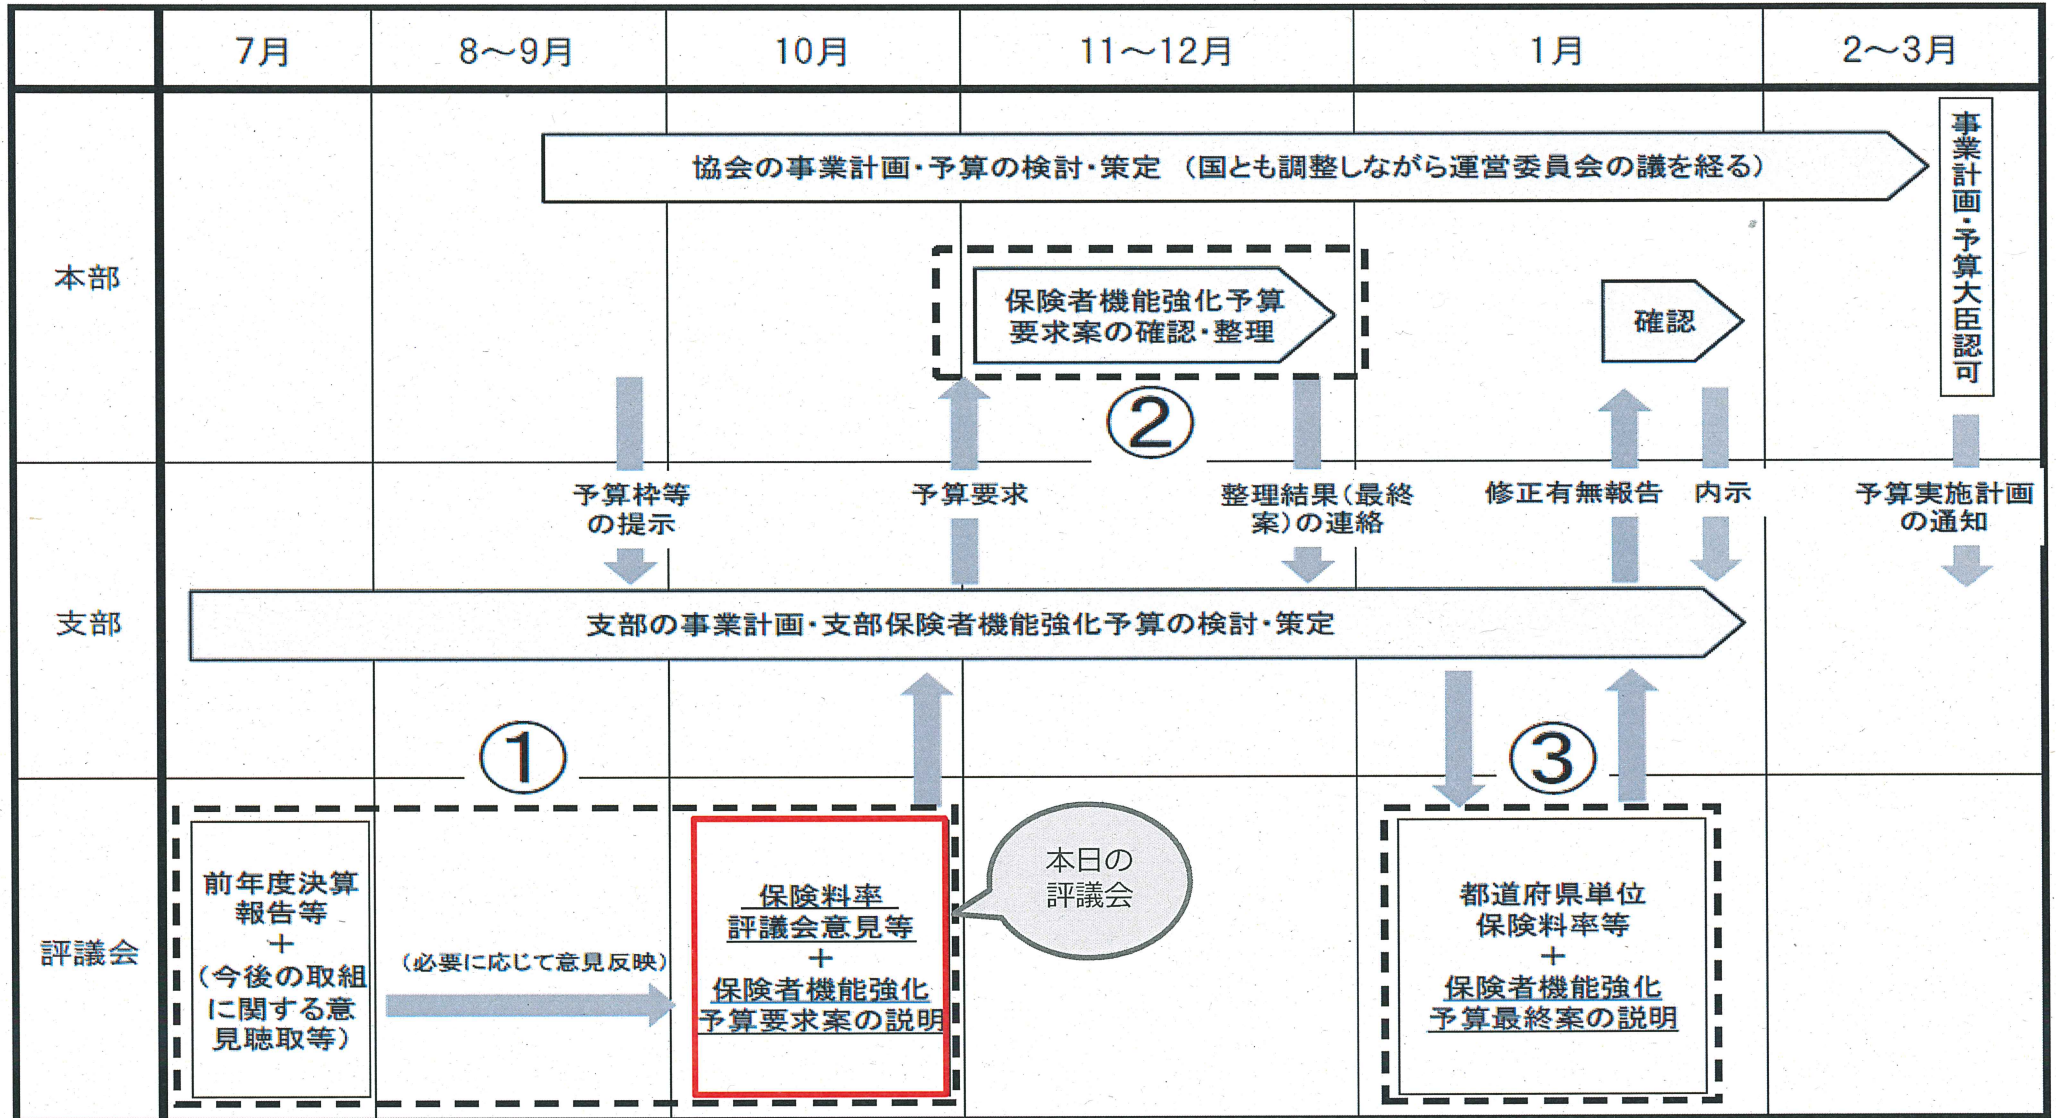 7月
8～9月
10月
11～12月
1月
2～3月
本部
協会の事業計画・予算の検討・策定 （国とも調整しながら運営委員会の議を経る）
事業計画・予算大臣認可
保険者機能強化予算
要求案の確認・整理
確認
②
予算枠等
の提示
予算要求
整理結果（最終
案）の連絡
修正有無報告
内示
予算実施計画
の通知
支部
支部の事業計画・支部保険者機能強化予算の検討・策定
①
③
評議会
前年度決算
報告等
＋
（今後の取組
に関する意
見聴取等）
（必要に応じて意見反映）
保険料率
評議会意見等
＋
保険者機能強化
予算要求案の説明
本日の
評議会
都道府県単位
保険料率等
＋
保険者機能強化
予算最終案の説明